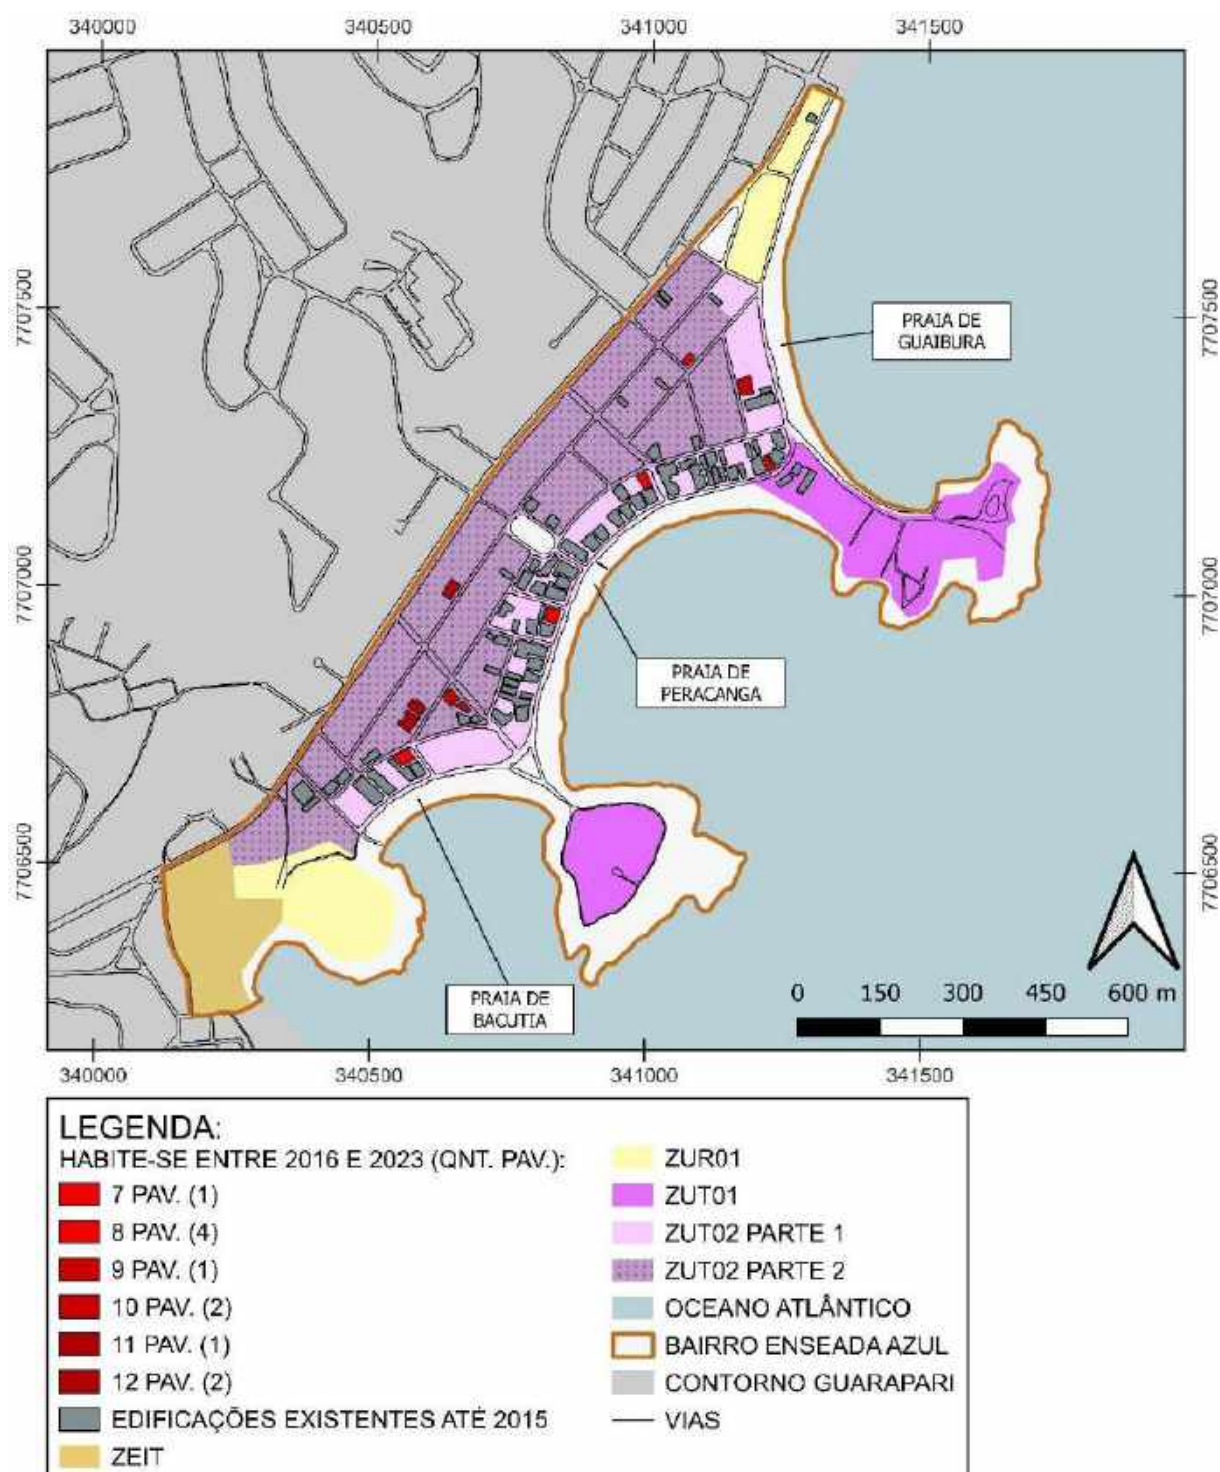 340000 340500 341000 341500
7707500
7707500
PRAIA DE
GUAIBURA
7707000
7707000
PRAIA DE
PERACANGA
7706500
7706500
PRAIA DE
BACUTIA
0 150 300 450 600 m
340000 340500 341000 341500
LEGENDA:
HABITE-SE ENTRE 2016 E 2023 (QNT. PAV.):
7 PAV. (1)
8 PAV. (4)
9 PAV. (1)
10 PAV. (2)
11 PAV. (1)
12 PAV. (2)
EDIFICAÇÕES EXISTENTES ATÉ 2015
ZEIT
ZUR01
ZUT01
ZUT02 PARTE 1
ZUT02 PARTE 2
OCEANO ATLÂNTICO
BAIRRO ENSEADA AZUL
CONTORNO GUARAPARI
VIAS